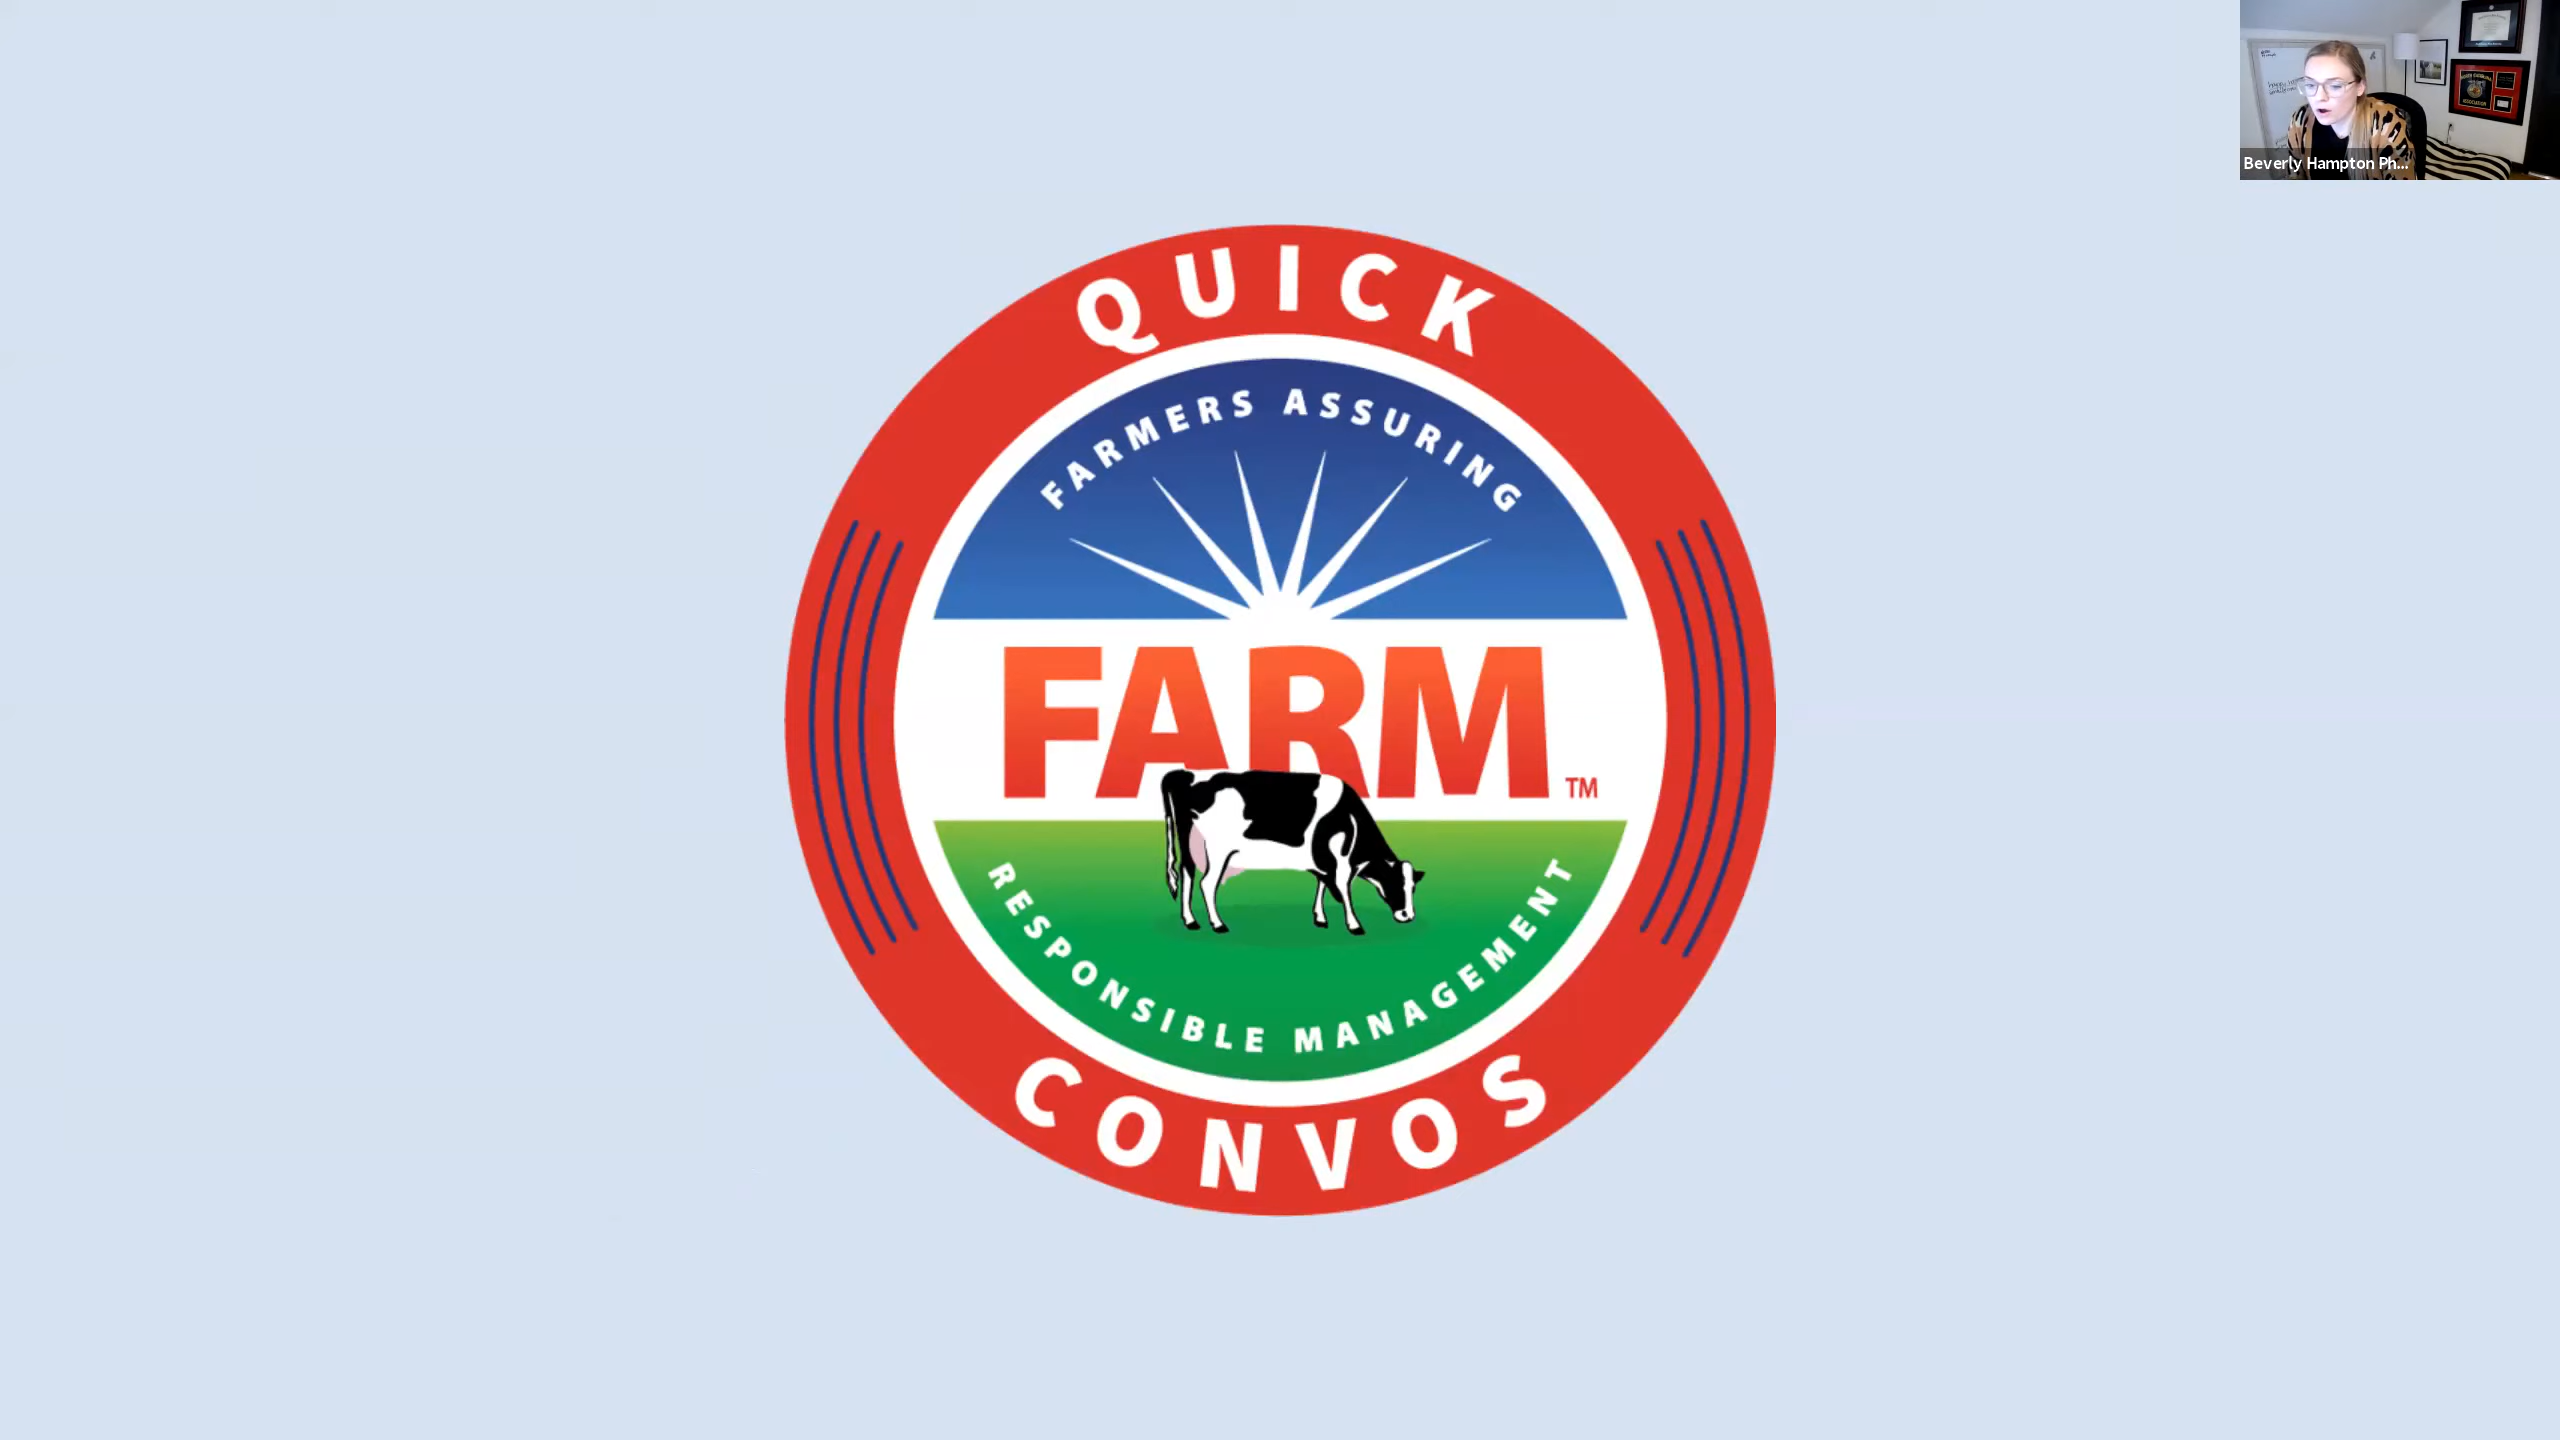 QUICK
FARMERS ASSURING
FARM
TM
RESPONSIBLE MANAGEMENT
CONVOS
Beverly Hampton Ph...